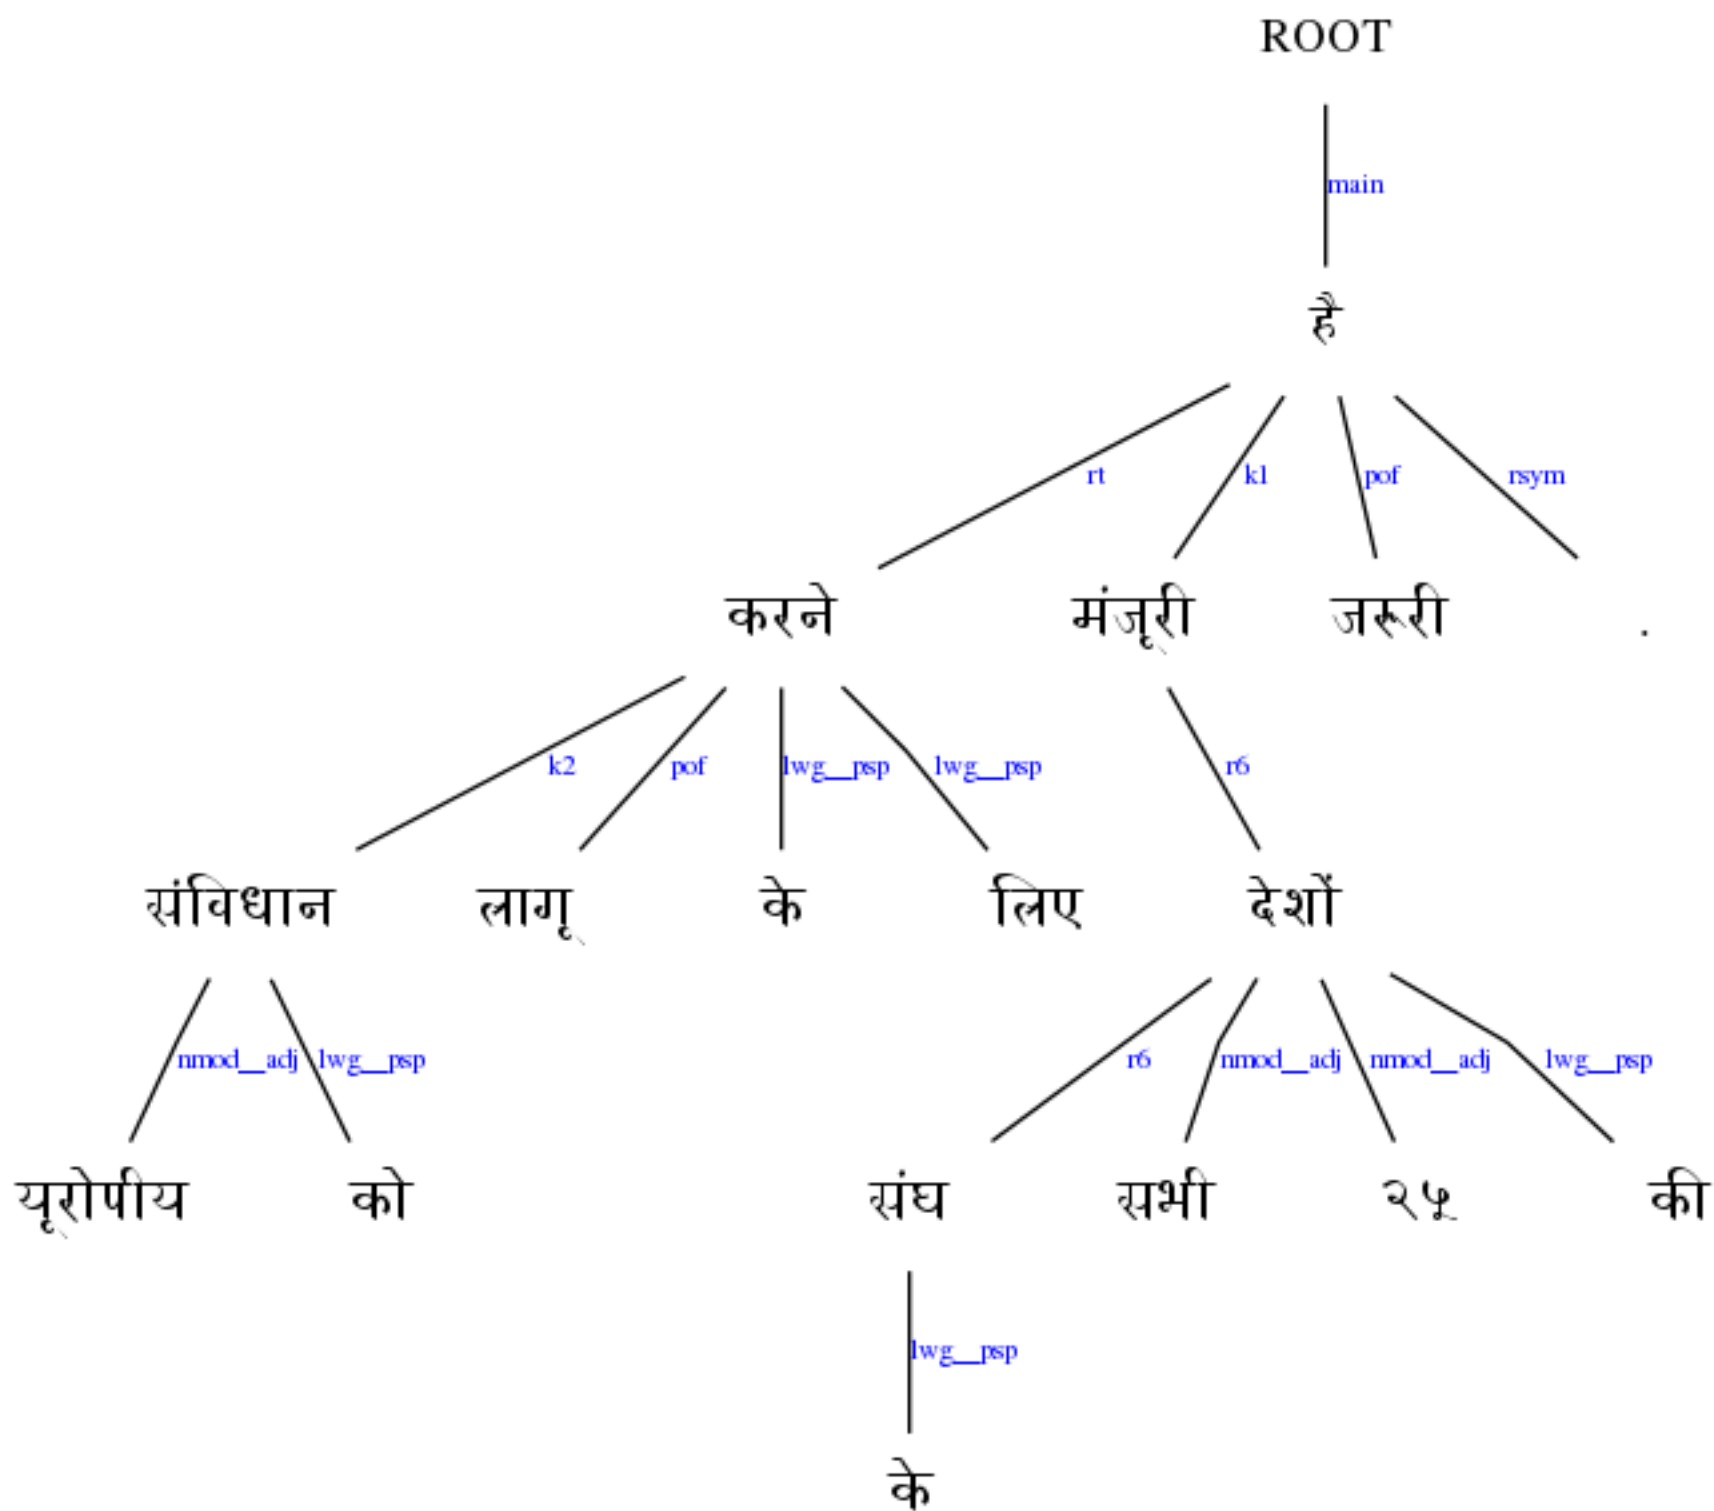 ROOT
main
है
rt k1 pof rsym
करने मंजूरी जरूरी .
k2 pof lwg__psp lwg__psp r6
संविधान लागू के लिए देशों
nmod__adj lwg__psp r6 nmod__adj nmod__adj lwg__psp
यूरोपीय को संघ सभी २५ की
lwg__psp
के